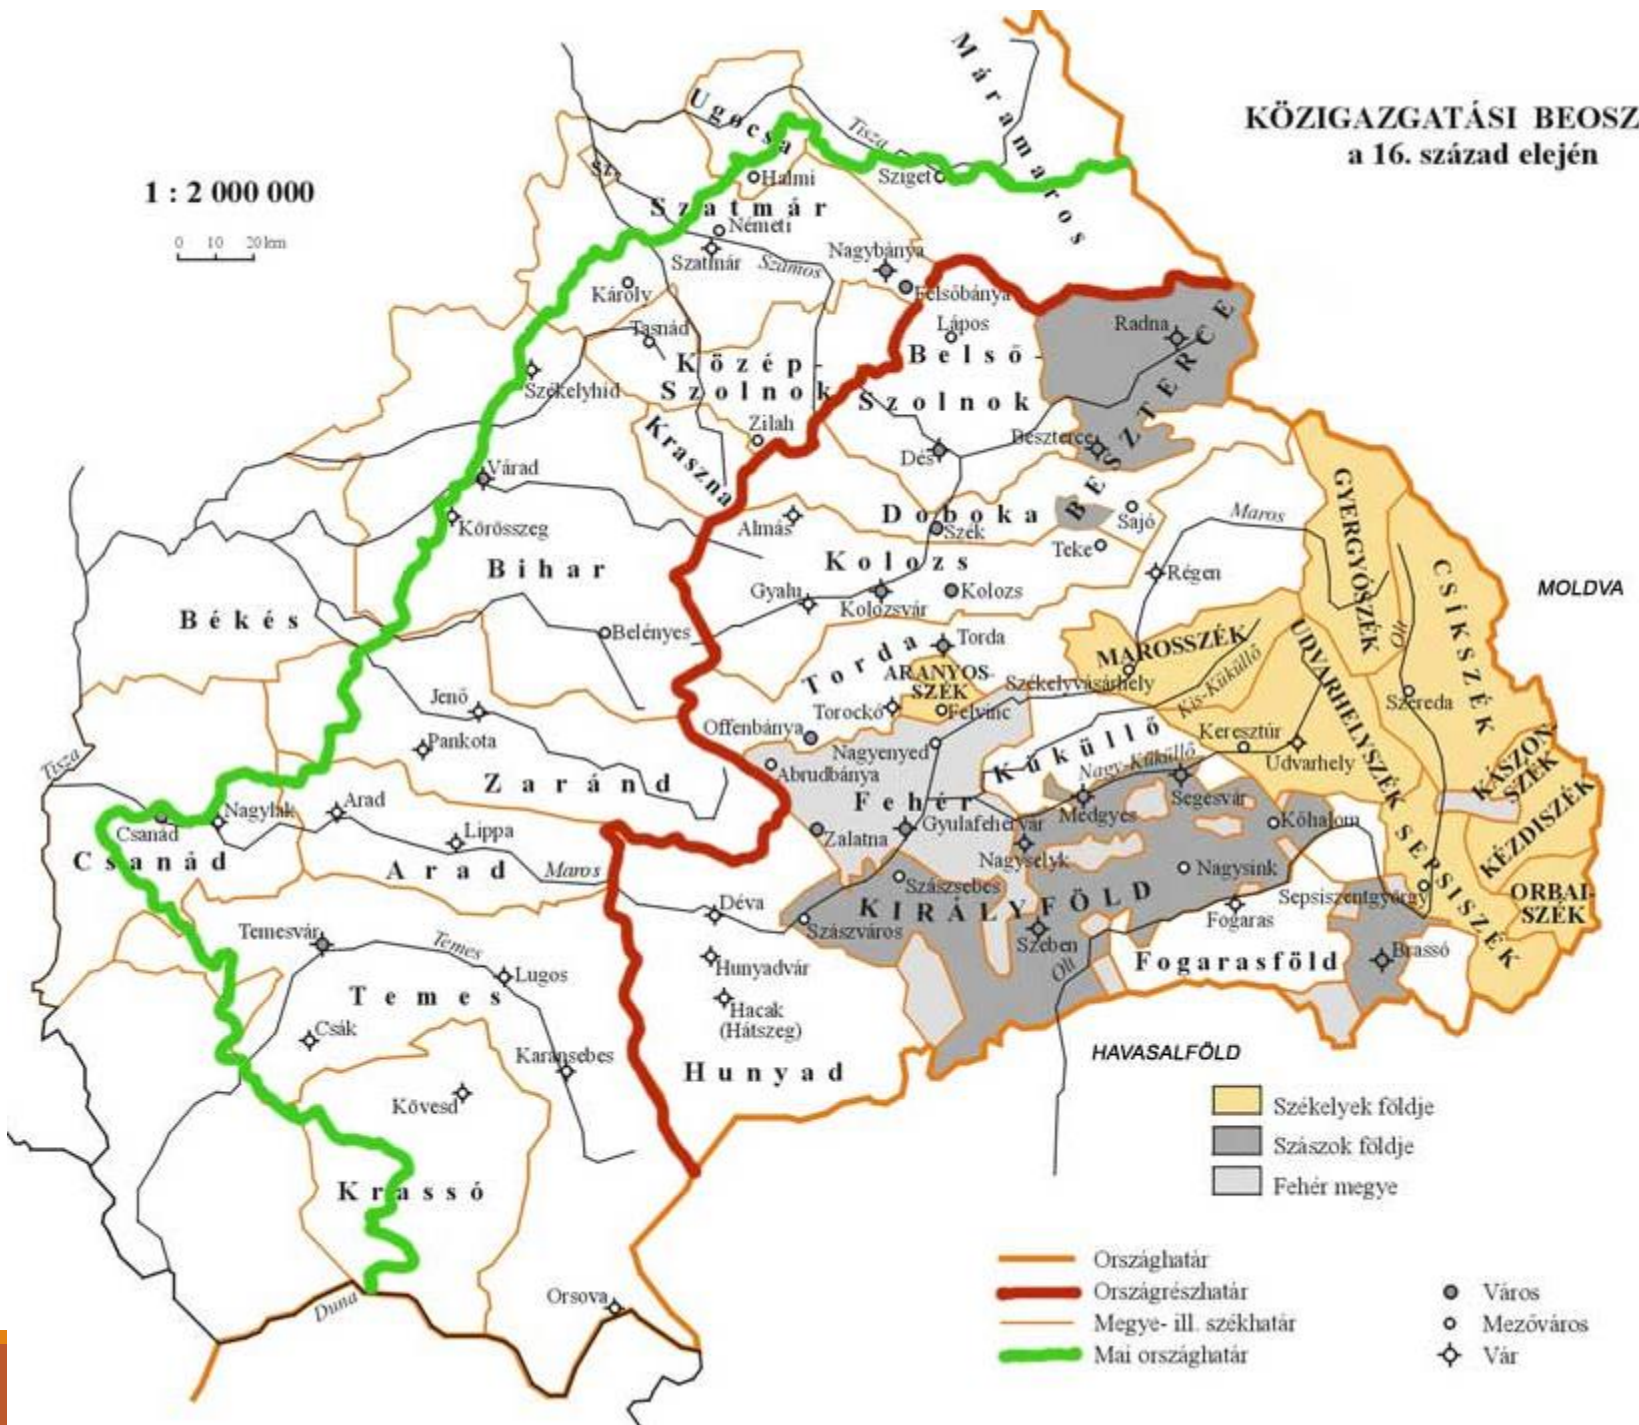 KÖZIGAZGATÁSI BEOSZ
a 16. század elején
1 : 2 000 000
0 10 20 km
Máramaros
Ugocsa
Tisza
Halmi
Sziget
Szatmár
Németi
Szatmár
Szamos
Nagybánya
Felsőbánya
Károly
Tasnád
Lápos
Radna
Közép-
Szolnok
Belső-
Szolnok
BESZTERCE
Székelyhíd
Zilah
Kraszna
Dés
Beszterce
Várad
Kőrösszeg
Almás
Doboka
Szék
Sajó
Teke
Maros
Bihar
Kolozs
Gyalu
Kolozsvár
Kolozs
Régen
GYERGYÓSZÉK
CSÍKSZÉK
MOLDVA
Békés
Belényes
Torda
Torda
ARANYOS-
SZÉK
MAROSSZÉK
UDVARHELYSZÉK
Olt
Székelyvásárhely
Kis-Küküllő
Jenő
Pankota
Offenbánya
Torockó
Felvinc
Szereda
Keresztúr
Udvarhely
Nagyenyed
Küküllő
Nagy-Küküllő
KÁSZON-
SZÉK
Tisza
Abrudbánya
Zaránd
Fehér
Segesvár
Medgyes
KÉZDISZÉK
Csanád
Nagylak
Arad
Lippa
Zalatna
Gyulafehérvár
Nagyselyk
Kőhalom
Csanád
Arad
Maros
Szászsebes
Nagysink
SEPSISZÉK
ORBAI-
SZÉK
Déva
KIRÁLYFÖLD
Szászváros
Sepsiszentgyörgy
Fogaras
Temesvár
Temes
Szeben
Lugos
Hunyadvár
Olt
Fogarasföld
Brassó
Temes
Hacak
(Hátszeg)
Csák
Karánsebes
Hunyad
HAVASALFÖLD
Kövesd
Krassó
Duna
Orsova
Székelyek földje
Szászok földje
Fehér megye
Országhatár
Országrészhatár
Megye- ill. székhatár
Mai országhatár
Város
Mezőváros
Vár